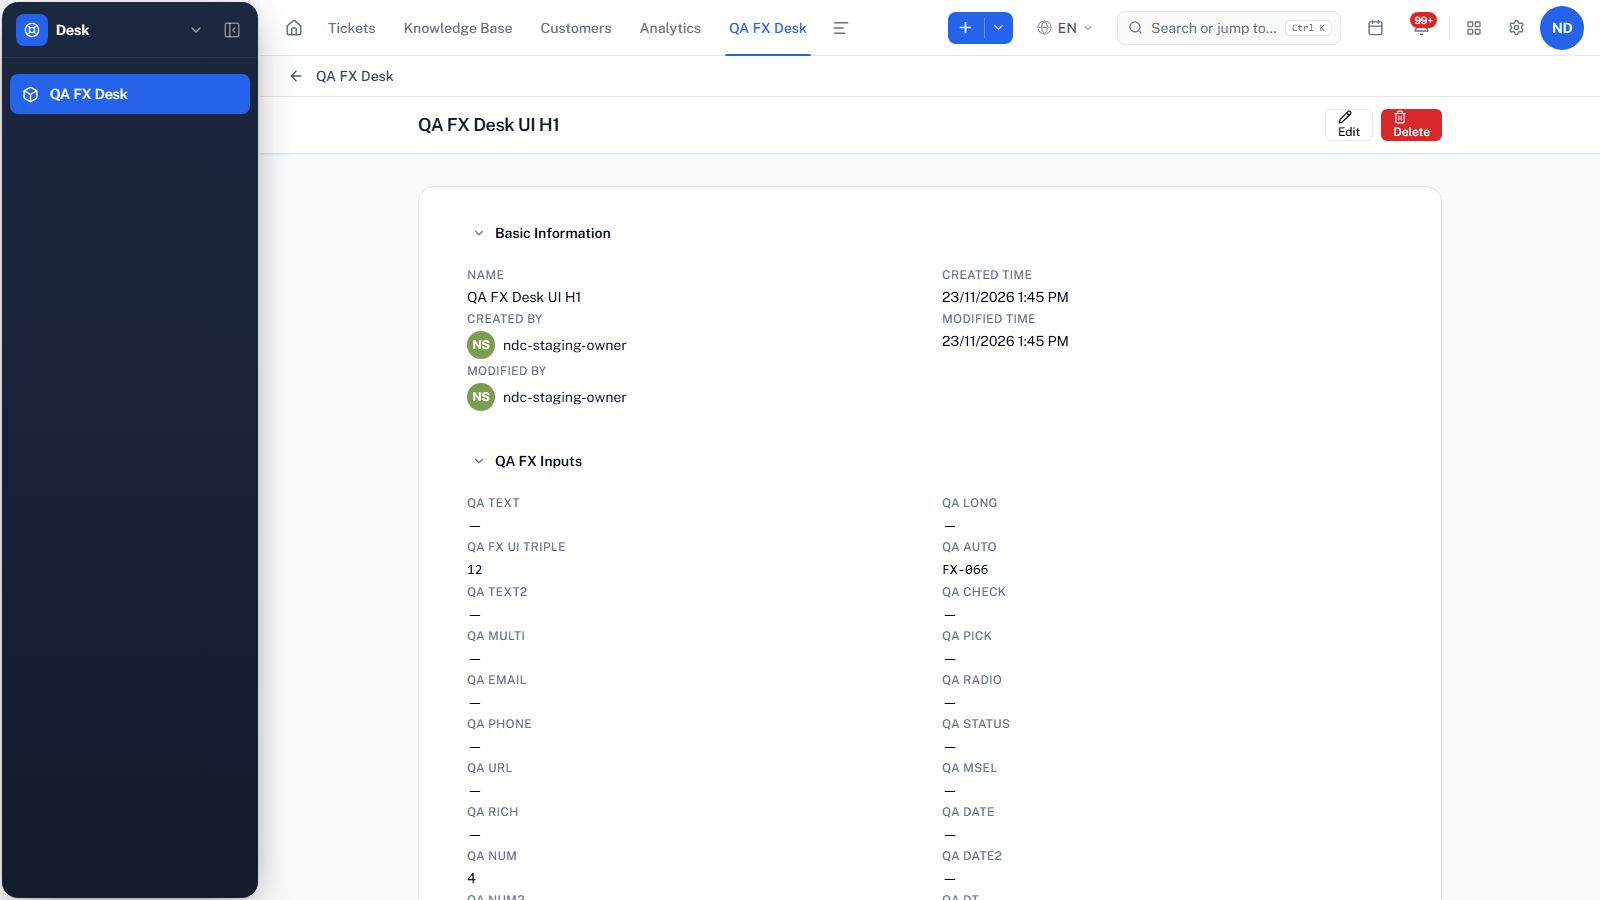 Desk
Tickets
Knowledge Base
Customers
Analytics
QA FX Desk
EN
Search or jump to...
Ctrl K
99+
ND
QA FX Desk
QA FX Desk
QA FX Desk UI H1
Edit
Delete
Basic Information
NAME
QA FX Desk UI H1
CREATED TIME
23/11/2026 1:45 PM
CREATED BY
NS ndc-staging-owner
MODIFIED TIME
23/11/2026 1:45 PM
MODIFIED BY
NS ndc-staging-owner
QA FX Inputs
QA TEXT
—
QA LONG
—
QA FX UI TRIPLE
12
QA AUTO
FX-066
QA TEXT2
—
QA CHECK
—
QA MULTI
—
QA PICK
—
QA EMAIL
—
QA RADIO
—
QA PHONE
—
QA STATUS
—
QA URL
—
QA MSEL
—
QA RICH
—
QA DATE
—
QA NUM
4
QA DATE2
—
QA NUM2
QA DT